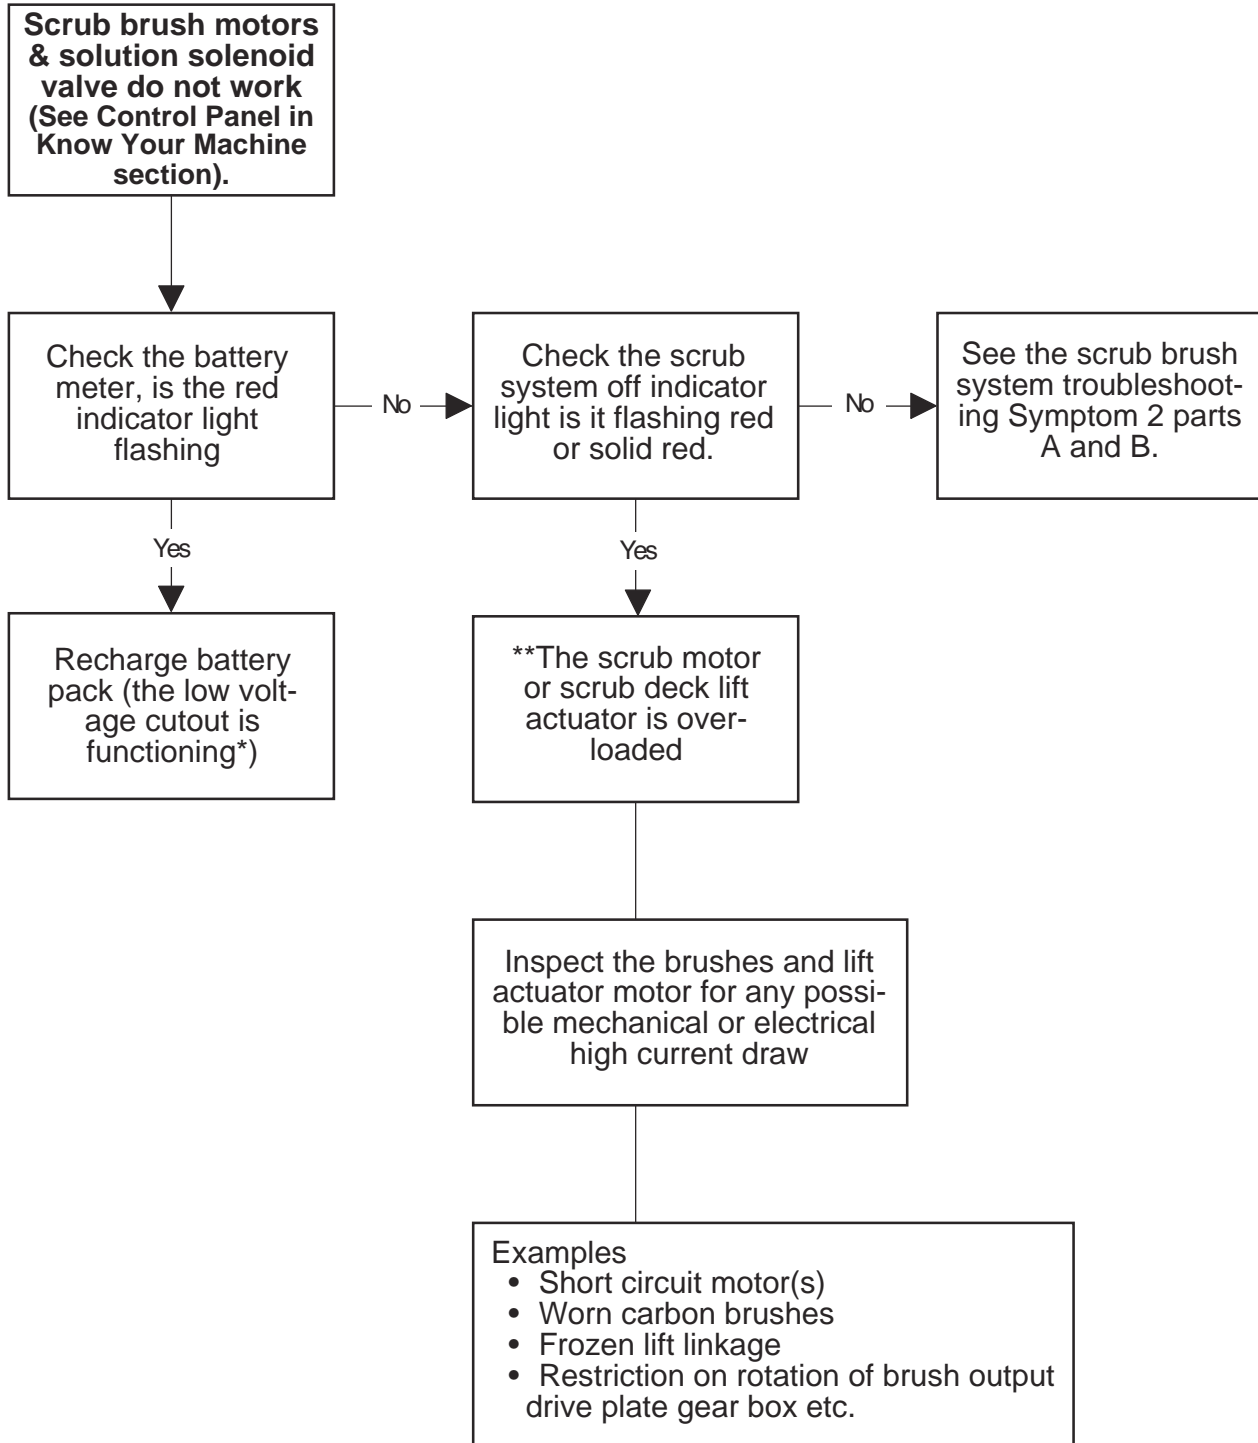 Scrub brush motors
& solution solenoid
valve do not work
(See Control Panel in
Know Your Machine
section).
Check the battery
meter, is the red
indicator light
flashing
No
Check the scrub
system off indicator
light is it flashing red
or solid red.
No
See the scrub brush
system troubleshoot-
ing Symptom 2 parts
A and B.
Yes
Yes
Recharge battery
pack (the low volt-
age cutout is
functioning*)
**The scrub motor
or scrub deck lift
actuator is over-
loaded
Inspect the brushes and lift
actuator motor for any possi-
ble mechanical or electrical
high current draw
Examples
• Short circuit motor(s)
• Worn carbon brushes
• Frozen lift linkage
• Restriction on rotation of brush output
drive plate gear box etc.